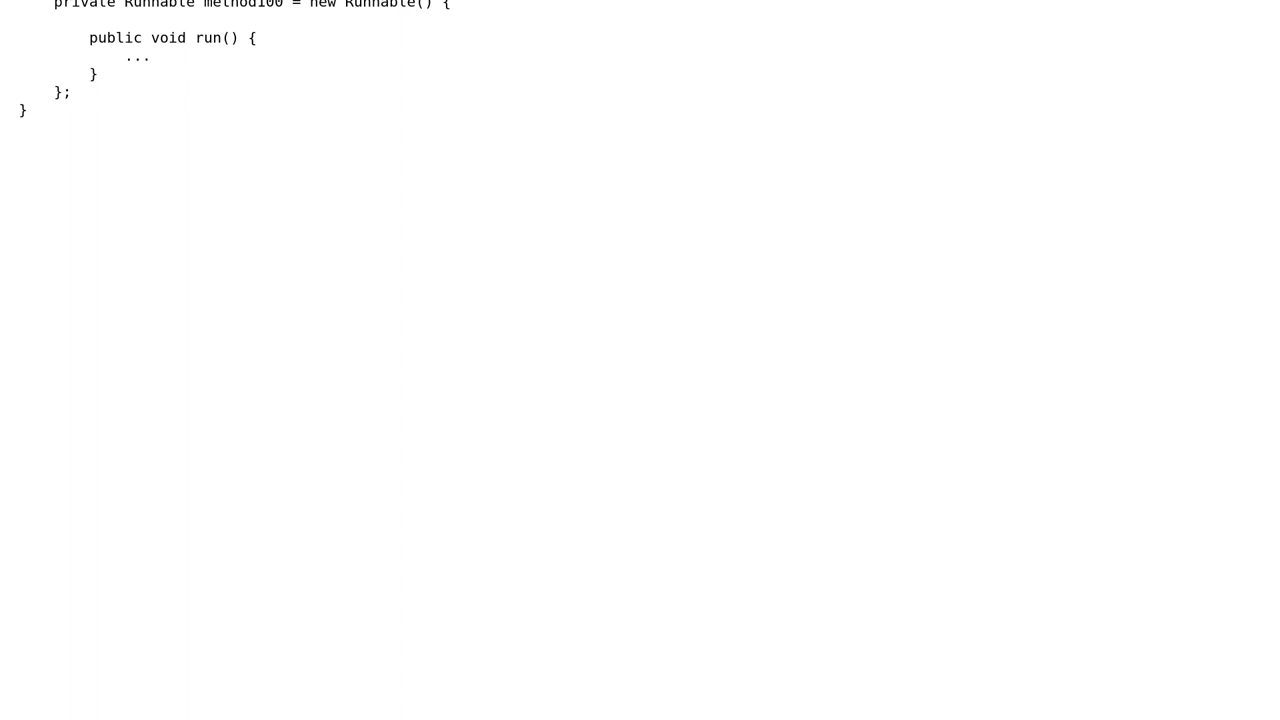 private Runnable method100 = new Runnable() {
public void run() {
...
}
};
}